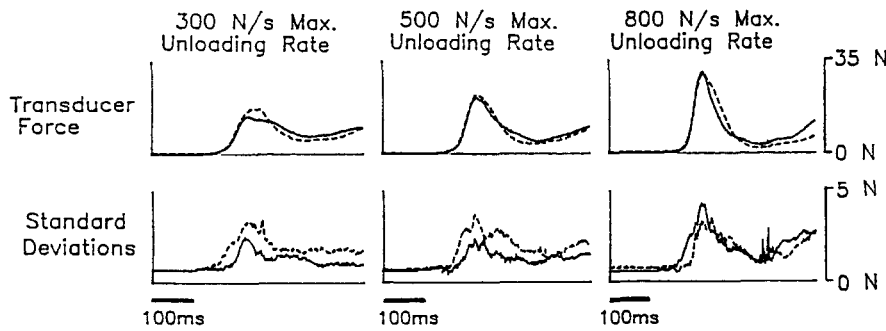 300 N/s Max.
Unloading Rate
500 N/s Max.
Unloading Rate
800 N/s Max.
Unloading Rate
35 N
Transducer
Force
0 N
5 N
Standard
Deviations
0 N
100ms
100ms
100ms